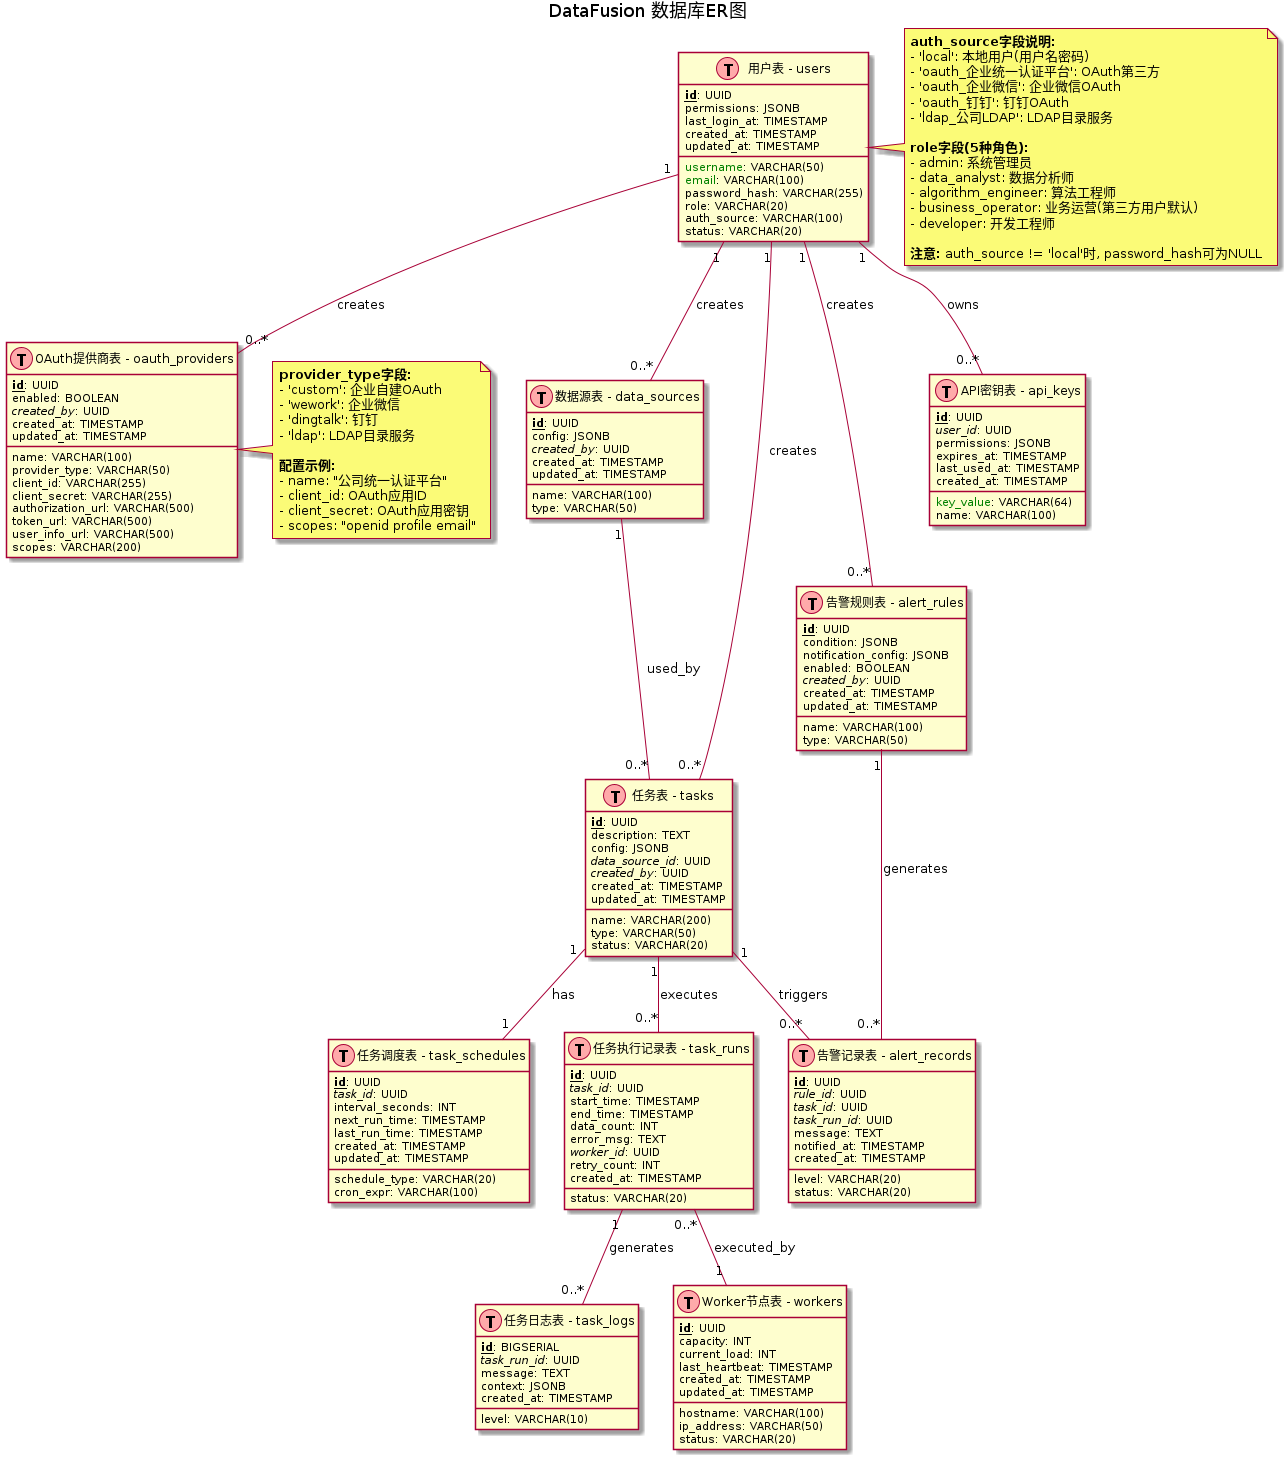 DataFusion 数据库ER图
T 用户表 - users
id: UUID
permissions: JSONB
last_login_at: TIMESTAMP
created_at: TIMESTAMP
updated_at: TIMESTAMP
username: VARCHAR(50)
email: VARCHAR(100)
password_hash: VARCHAR(255)
role: VARCHAR(20)
auth_source: VARCHAR(100)
status: VARCHAR(20)
auth_source字段说明:
- 'local': 本地用户(用户名密码)
- 'oauth_企业统一认证平台': OAuth第三方
- 'oauth_企业微信': 企业微信OAuth
- 'oauth_钉钉': 钉钉OAuth
- 'ldap_公司LDAP': LDAP目录服务
role字段(5种角色):
- admin: 系统管理员
- data_analyst: 数据分析师
- algorithm_engineer: 算法工程师
- business_operator: 业务运营(第三方用户默认)
- developer: 开发工程师
注意: auth_source != 'local'时, password_hash可为NULL
1
1
1
1
1
creates
creates
creates
owns
0..*
0..*
0..*
T OAuth提供商表 - oauth_providers
id: UUID
enabled: BOOLEAN
created_by: UUID
created_at: TIMESTAMP
updated_at: TIMESTAMP
name: VARCHAR(100)
provider_type: VARCHAR(50)
client_id: VARCHAR(255)
client_secret: VARCHAR(255)
authorization_url: VARCHAR(500)
token_url: VARCHAR(500)
user_info_url: VARCHAR(500)
scopes: VARCHAR(200)
provider_type字段:
- 'custom': 企业自建OAuth
- 'wework': 企业微信
- 'dingtalk': 钉钉
- 'ldap': LDAP目录服务
配置示例:
- name: "公司统一认证平台"
- client_id: OAuth应用ID
- client_secret: OAuth应用密钥
- scopes: "openid profile email"
T 数据源表 - data_sources
id: UUID
config: JSONB
created_by: UUID
created_at: TIMESTAMP
updated_at: TIMESTAMP
name: VARCHAR(100)
type: VARCHAR(50)
creates
T API密钥表 - api_keys
id: UUID
user_id: UUID
permissions: JSONB
expires_at: TIMESTAMP
last_used_at: TIMESTAMP
created_at: TIMESTAMP
key_value: VARCHAR(64)
name: VARCHAR(100)
1
0..*
T 告警规则表 - alert_rules
id: UUID
condition: JSONB
notification_config: JSONB
enabled: BOOLEAN
created_by: UUID
created_at: TIMESTAMP
updated_at: TIMESTAMP
name: VARCHAR(100)
type: VARCHAR(50)
used_by
0..*
0..*
1
T 任务表 - tasks
id: UUID
description: TEXT
config: JSONB
data_source_id: UUID
created_by: UUID
created_at: TIMESTAMP
updated_at: TIMESTAMP
name: VARCHAR(200)
type: VARCHAR(50)
status: VARCHAR(20)
generates
1
1
1
has
executes
triggers
1
0..*
0..*
0..*
T 任务调度表 - task_schedules
id: UUID
task_id: UUID
interval_seconds: INT
next_run_time: TIMESTAMP
last_run_time: TIMESTAMP
created_at: TIMESTAMP
updated_at: TIMESTAMP
schedule_type: VARCHAR(20)
cron_expr: VARCHAR(100)
T 任务执行记录表 - task_runs
id: UUID
task_id: UUID
start_time: TIMESTAMP
end_time: TIMESTAMP
data_count: INT
error_msg: TEXT
worker_id: UUID
retry_count: INT
created_at: TIMESTAMP
status: VARCHAR(20)
T 告警记录表 - alert_records
id: UUID
rule_id: UUID
task_id: UUID
task_run_id: UUID
message: TEXT
notified_at: TIMESTAMP
created_at: TIMESTAMP
level: VARCHAR(20)
status: VARCHAR(20)
1
0..*
generates
executed_by
0..*
1
T 任务日志表 - task_logs
id: BIGSERIAL
task_run_id: UUID
message: TEXT
context: JSONB
created_at: TIMESTAMP
level: VARCHAR(10)
T Worker节点表 - workers
id: UUID
capacity: INT
current_load: INT
last_heartbeat: TIMESTAMP
created_at: TIMESTAMP
updated_at: TIMESTAMP
hostname: VARCHAR(100)
ip_address: VARCHAR(50)
status: VARCHAR(20)